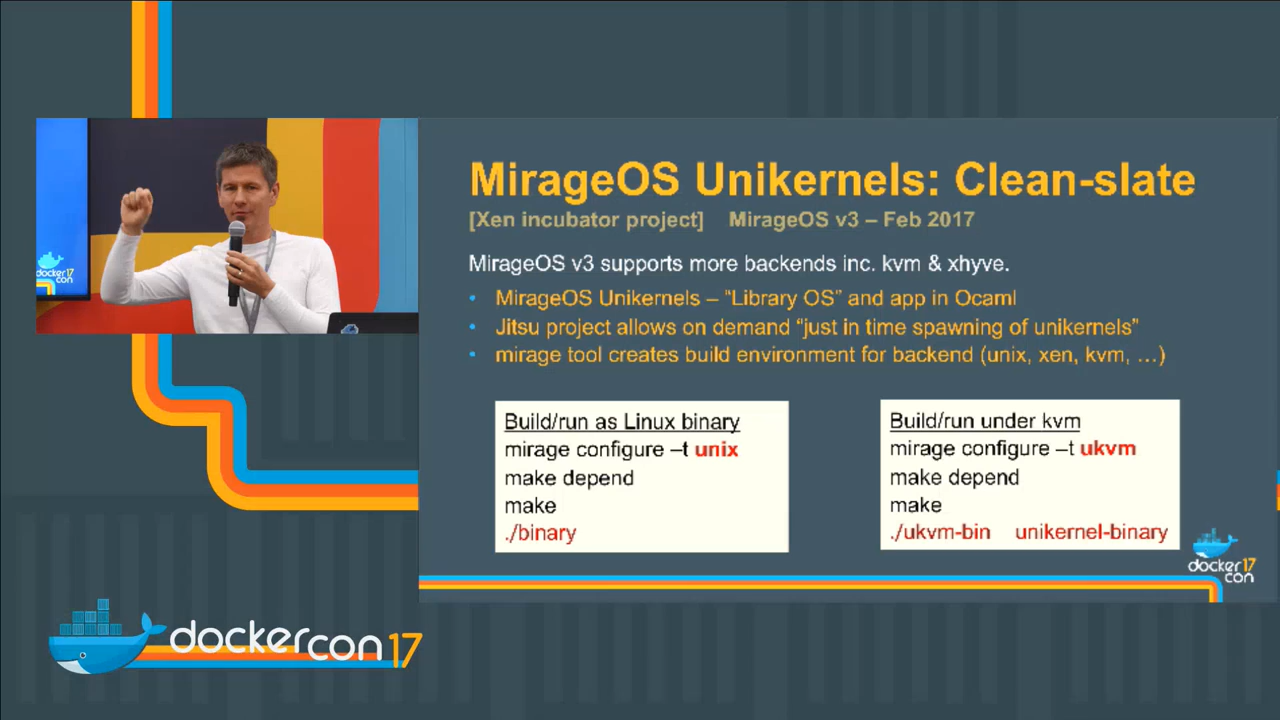 MirageOS Unikernels: Clean-slate
[Xen incubator project] MirageOS v3 – Feb 2017
MirageOS v3 supports more backends inc. kvm & xhyve.
• MirageOS Unikernels – “Library OS” and app in Ocaml
• Jitsu project allows on demand “just in time spawning of unikernels”
• mirage tool creates build environment for backend (unix, xen, kvm, …)
Build/run as Linux binary
mirage configure –t unix
make depend
make
./binary
Build/run under kvm
mirage configure –t ukvm
make depend
make
./ukvm-bin unikernel-binary
docker 17
con
docker 17
con
dockercon 17